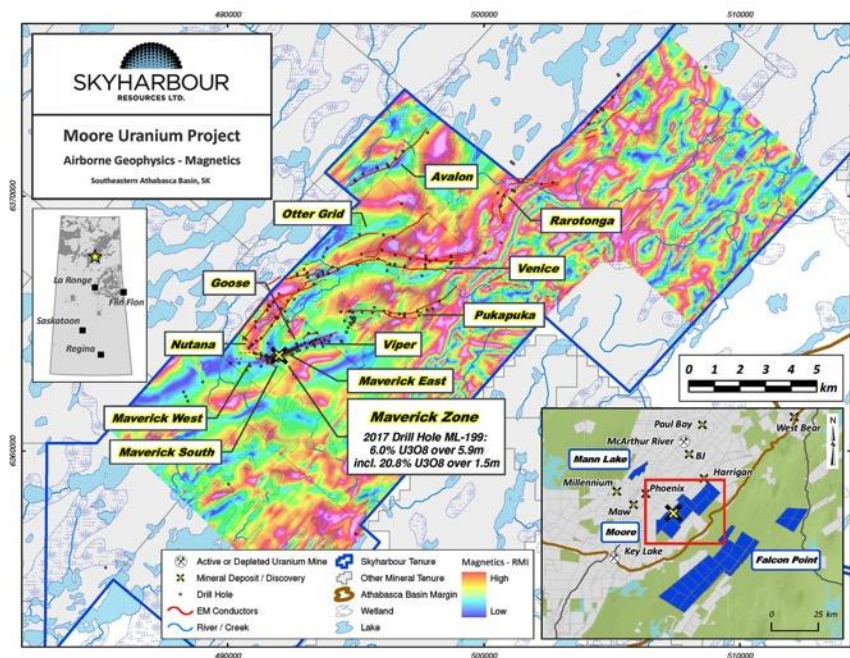 490000
500000
510000
SKYHARBOUR
RESOURCES LTD.
Moore Uranium Project
Airborne Geophysics - Magnetics
Southeastern Athabasca Basin, SK
6370000
6370000
6360000
6360000
La Ronge
Flin Flon
Saskatoon
Regina
Avalon
Otter Grid
Rarotonga
Goose
Venice
Nutana
Viper
Pukapuka
Maverick East
Maverick West
Maverick South
Maverick Zone
2017 Drill Hole ML-199:
6.0% U3O8 over 5.9m
incl. 20.8% U3O8 over 1.5m
0 1 2 3 4 5
km
Paul Bay
West Bear
McArthur River
BJ
Mann Lake
Harrigan
Millennium
Phoenix
Maw
Moore
Key Lake
Falcon Point
N
0 25
km
Active or Depleted Uranium Mine
Mineral Deposit / Discovery
Drill Hole
EM Conductors
River / Creek
Skyharbour Tenure
Other Mineral Tenure
Athabasca Basin Margin
Wetland
Lake
Magnetics - RMI
High
Low
490000
500000
510000